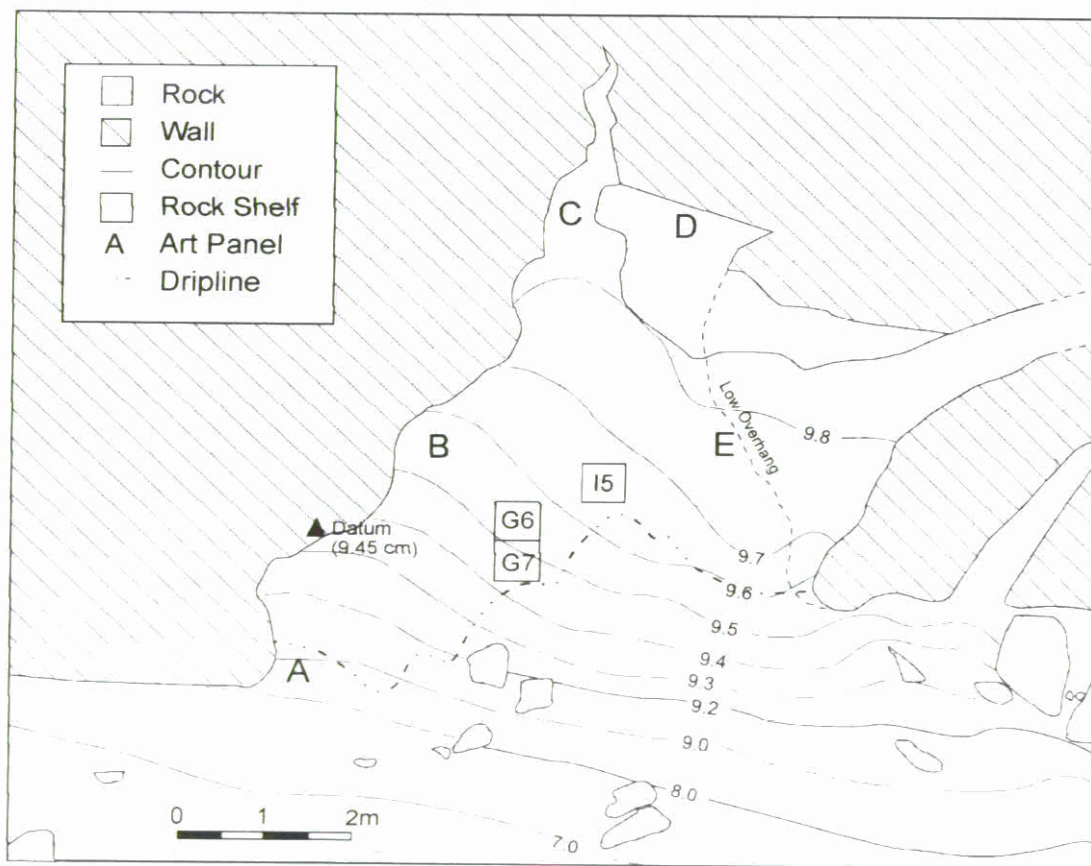 Rock
Wall
Contour
Rock Shelf
A Art Panel
Dripline
C
D
B
E
Low Overhang
9.8
I5
G6
G7
Datum
(9.45 cm)
9.7
9.6
9.5
9.4
9.3
9.2
9.0
8.0
7.0
A
0 1 2m